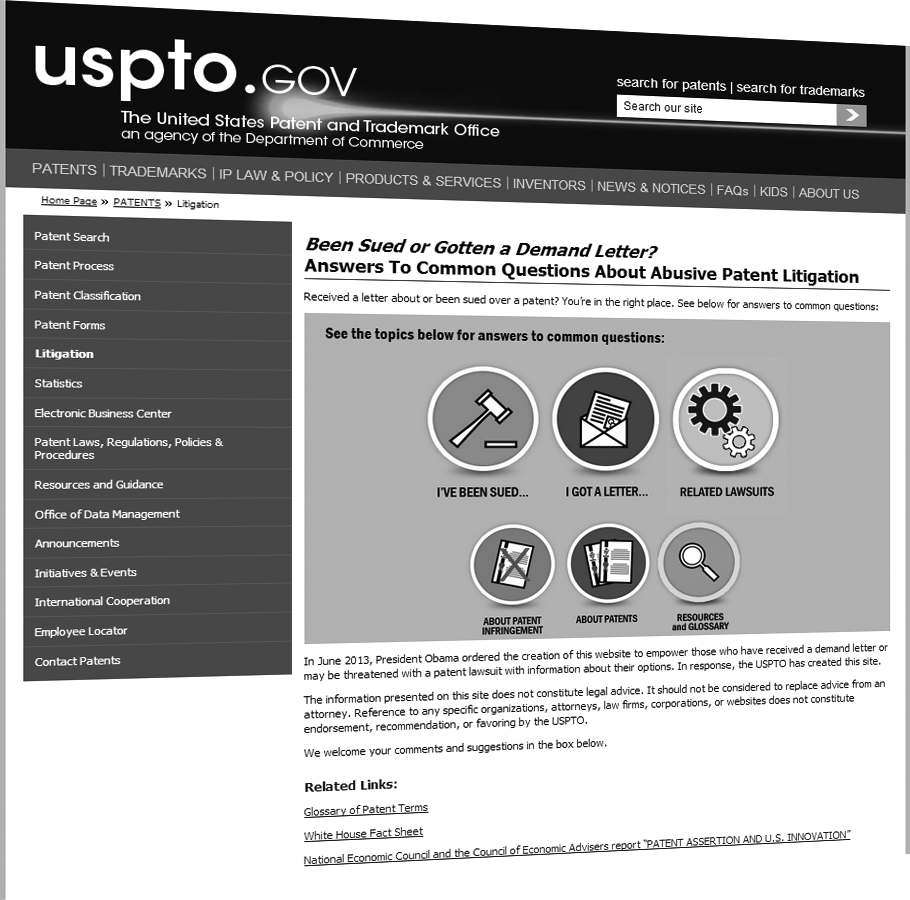 uspto.GOV
The United States Patent and Trademark Office
an agency of the Department of Commerce
search for patents | search for trademarks
Search our site
PATENTS | TRADEMARKS | IP LAW & POLICY | PRODUCTS & SERVICES | INVENTORS | NEWS & NOTICES | FAQs | KIDS | ABOUT US
Home Page » PATENTS » Litigation
Patent Search
Patent Process
Patent Classification
Patent Forms
Litigation
Statistics
Electronic Business Center
Patent Laws, Regulations, Policies &
Procedures
Resources and Guidance
Office of Data Management
Announcements
Initiatives & Events
International Cooperation
Employee Locator
Contact Patents
Been Sued or Gotten a Demand Letter?
Answers To Common Questions About Abusive Patent Litigation
Received a letter about or been sued over a patent? You're in the right place. See below for answers to common questions:
See the topics below for answers to common questions:
I'VE BEEN SUED...
I GOT A LETTER...
RELATED LAWSUITS
ABOUT PATENT
INFRINGEMENT
ABOUT PATENTS
RESOURCES
and GLOSSARY
In June 2013, President Obama ordered the creation of this website to empower those who have received a demand letter or
may be threatened with a patent lawsuit with information about their options. In response, the USPTO has created this site.
The information presented on this site does not constitute legal advice. It should not be considered to replace advice from an
attorney. Reference to any specific organizations, attorneys, law firms, corporations, or websites does not constitute
endorsement, recommendation, or favoring by the USPTO.
We welcome your comments and suggestions in the box below.
Related Links:
Glossary of Patent Terms
White House Fact Sheet
National Economic Council and the Council of Economic Advisers report "PATENT ASSERTION AND U.S. INNOVATION"